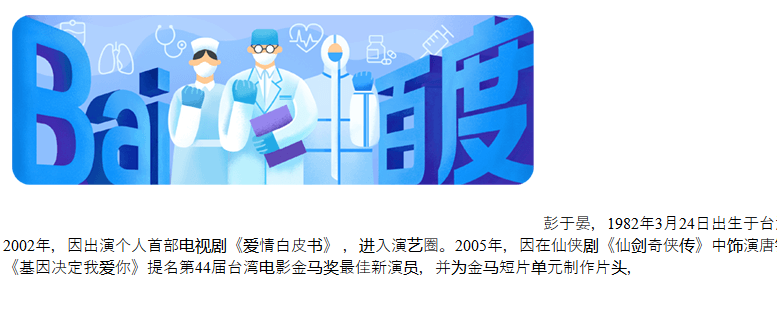 Bai 百度
彭于晏，1982年3月24日出生于台
2002年，因出演个人首部电视剧《爱情白皮书》，进入演艺圈。2005年，因在仙侠剧《仙剑奇侠传》中饰演唐
《基因决定我爱你》提名第44届台湾电影金马奖最佳新演员，并为金马短片单元制作片头，